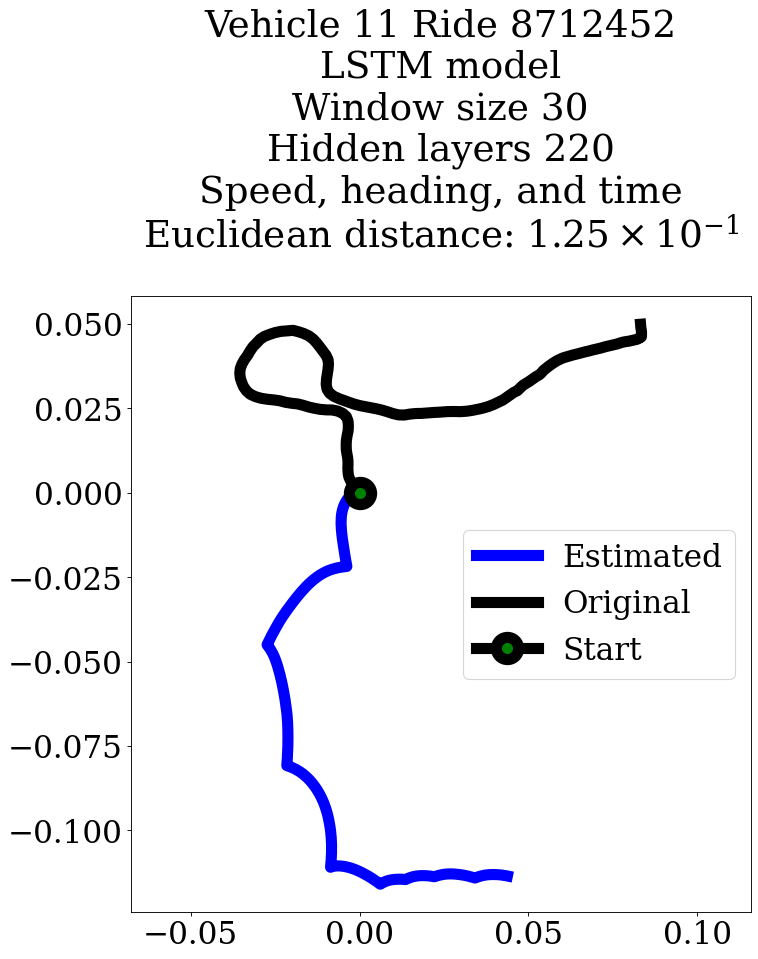 Vehicle 11 Ride 8712452
LSTM model
Window size 30
Hidden layers 220
Speed, heading, and time
Euclidean distance: 1.25 × 10⁻¹
0.050
0.025
0.000
−0.025
−0.050
−0.075
−0.100
Estimated
Original
Start
−0.05 0.00 0.05 0.10